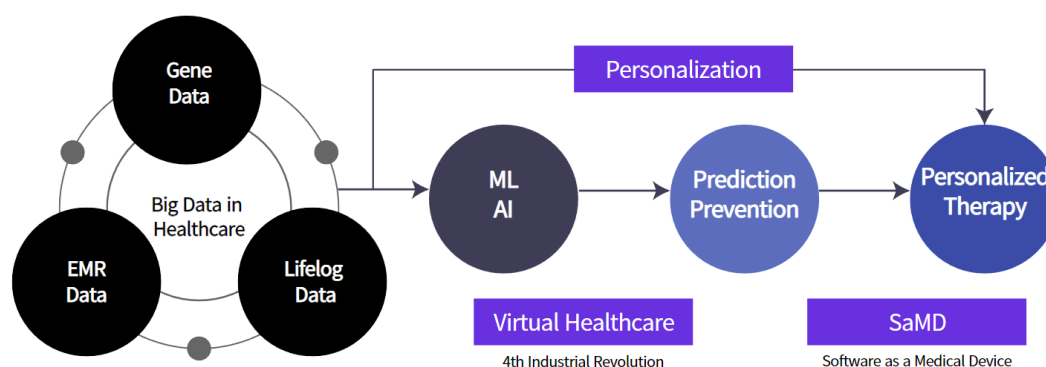 Gene
Data
Big Data in
Healthcare
EMR
Data
Lifelog
Data
Personalization
ML
AI
Prediction
Prevention
Personalized
Therapy
Virtual Healthcare
4th Industrial Revolution
SaMD
Software as a Medical Device